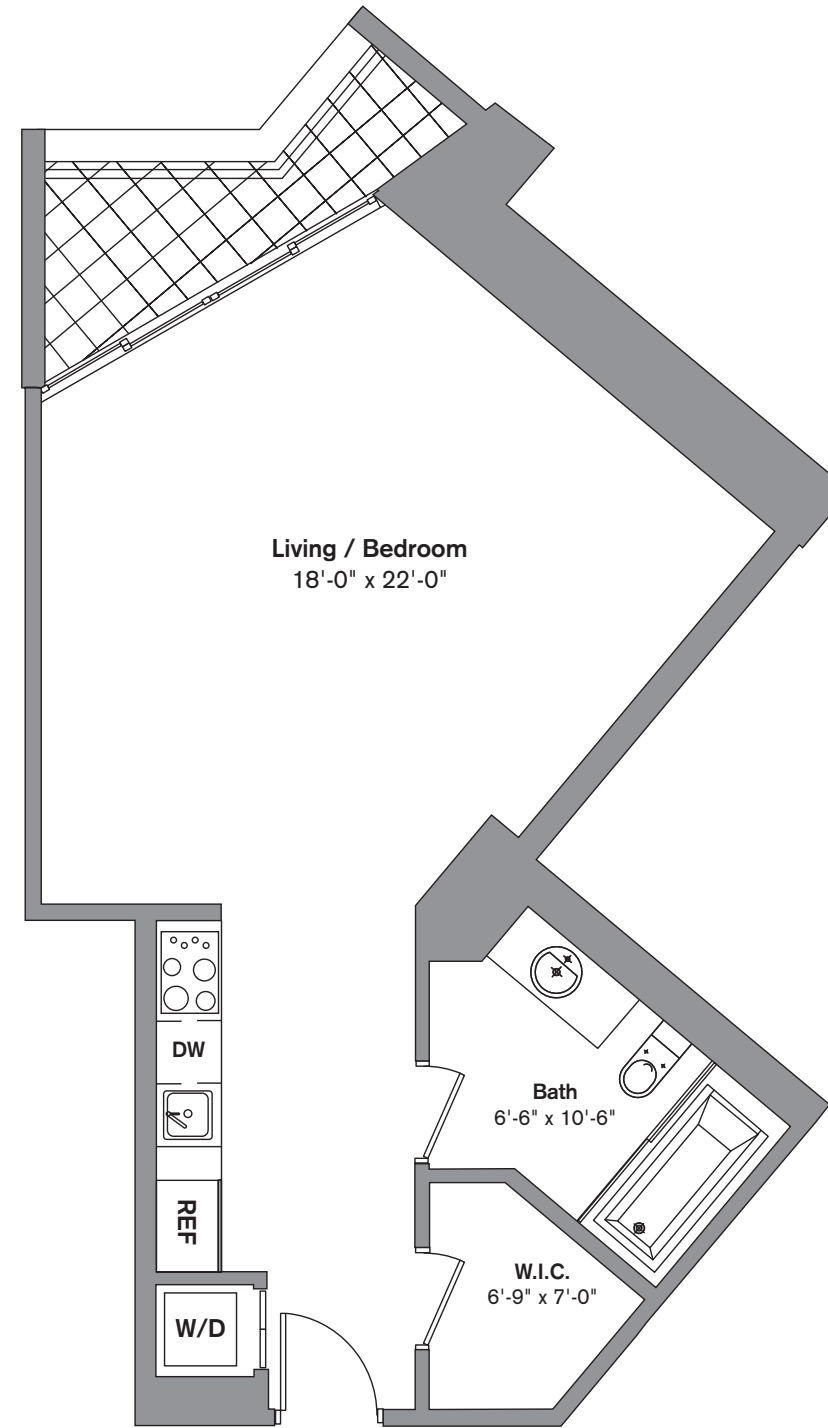 Living / Bedroom
18'-0" x 22'-0"
DW
Bath
6'-6" x 10'-6"
REF
W.I.C.
6'-9" x 7'-0"
W/D